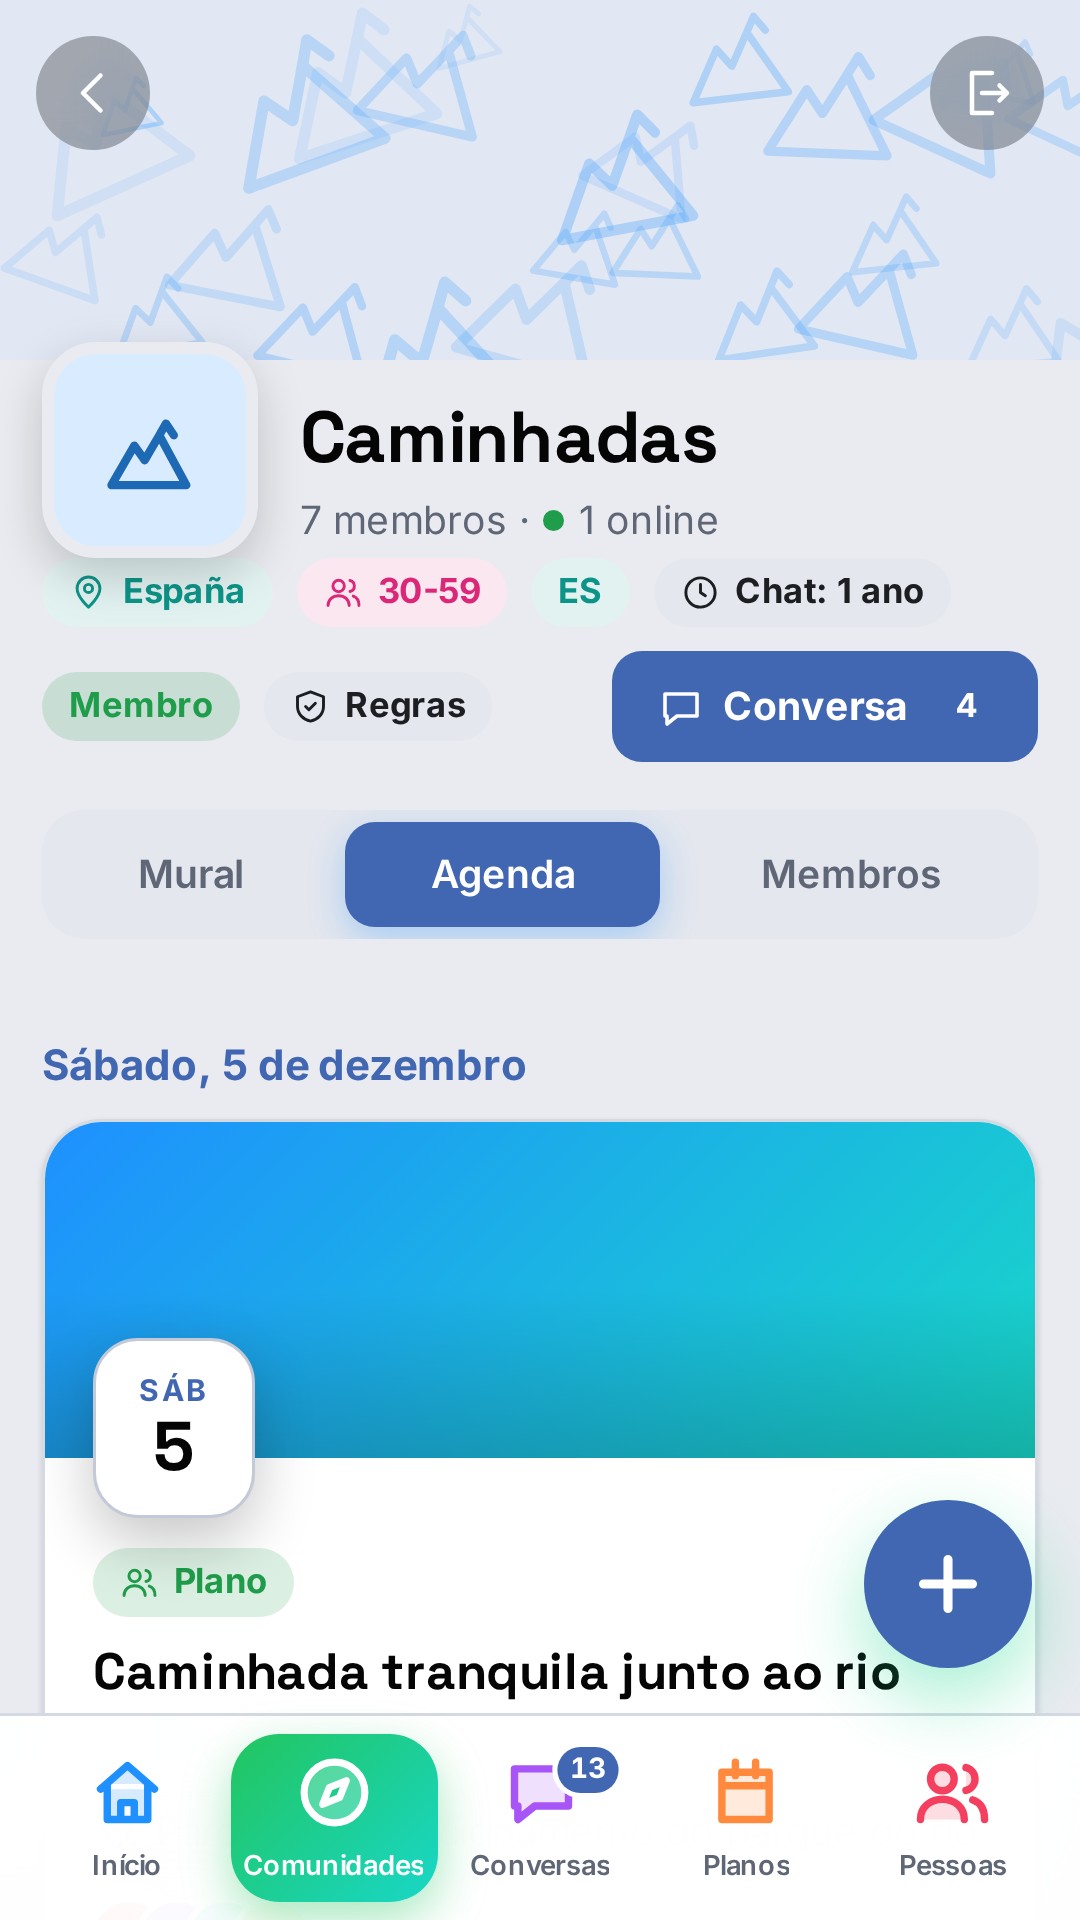 Caminhadas
7 membros · 1 online
España
30-59
ES
Chat: 1 ano
Membro
Regras
Conversa 4
Mural
Agenda
Membros
Sábado, 5 de dezembro
SÁB
5
Plano
Caminhada tranquila junto ao rio
13
Início
Comunidades
Conversas
Planos
Pessoas